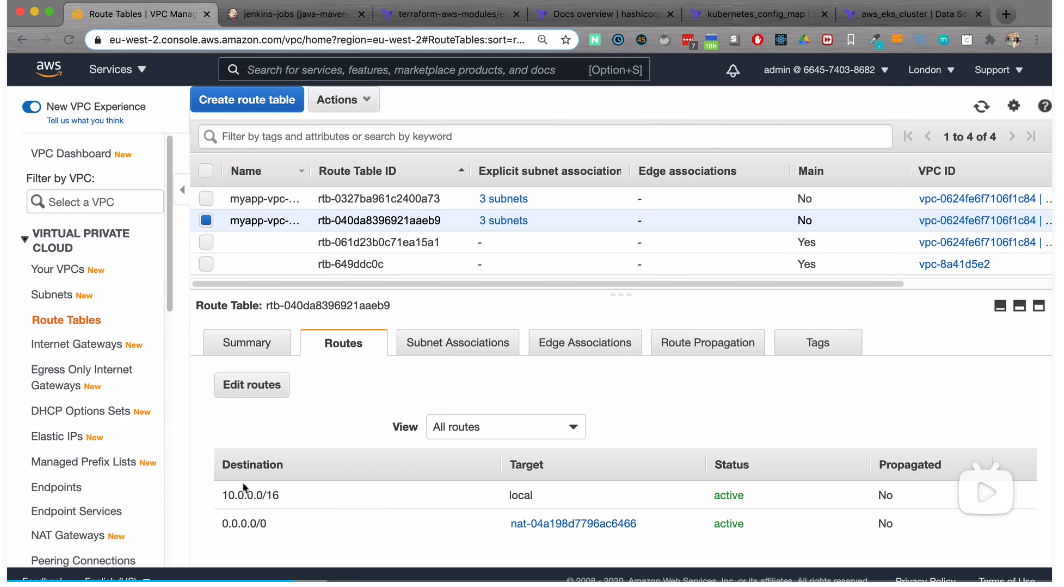 Route Tables | VPC Manag
jenkins-jobs [java-maven-
terraform-aws-modules/e
Docs overview | hashicorp
kubernetes_config_map
aws_eks_cluster | Data So
eu-west-2.console.aws.amazon.com/vpc/home?region=eu-west-2#RouteTables:sort=r...
aws
Services
Search for services, features, marketplace products, and docs
[Option+S]
admin @ 6645-7403-8682
London
Support
New VPC Experience
Tell us what you think
Create route table
Actions
VPC Dashboard New
Filter by VPC:
Select a VPC
VIRTUAL PRIVATE
CLOUD
Your VPCs New
Subnets New
Route Tables
Internet Gateways New
Egress Only Internet
Gateways New
DHCP Options Sets New
Elastic IPs New
Managed Prefix Lists New
Endpoints
Endpoint Services
NAT Gateways New
Peering Connections
Filter by tags and attributes or search by keyword
1 to 4 of 4
Name Route Table ID Explicit subnet association Edge associations Main VPC ID
myapp-vpc-... rtb-0327ba961c2400a73 3 subnets - No vpc-0624fe6f7106f1c84 | ..
myapp-vpc-... rtb-040da8396921aaeb9 3 subnets - No vpc-0624fe6f7106f1c84 | ..
rtb-061d23b0c71ea15a1 - - Yes vpc-0624fe6f7106f1c84 | ..
rtb-649ddc0c - - Yes vpc-8a41d5e2
Route Table: rtb-040da8396921aaeb9
Summary Routes Subnet Associations Edge Associations Route Propagation Tags
Edit routes
View All routes
Destination Target Status Propagated
10.0.0.0/16 local active No
0.0.0.0/0 nat-04a198d7796ac6466 active No
Feedback English (US)
© 2008 - 2020, Amazon Web Services, Inc. or its affiliates. All rights reserved.
Privacy Policy
Terms of Use